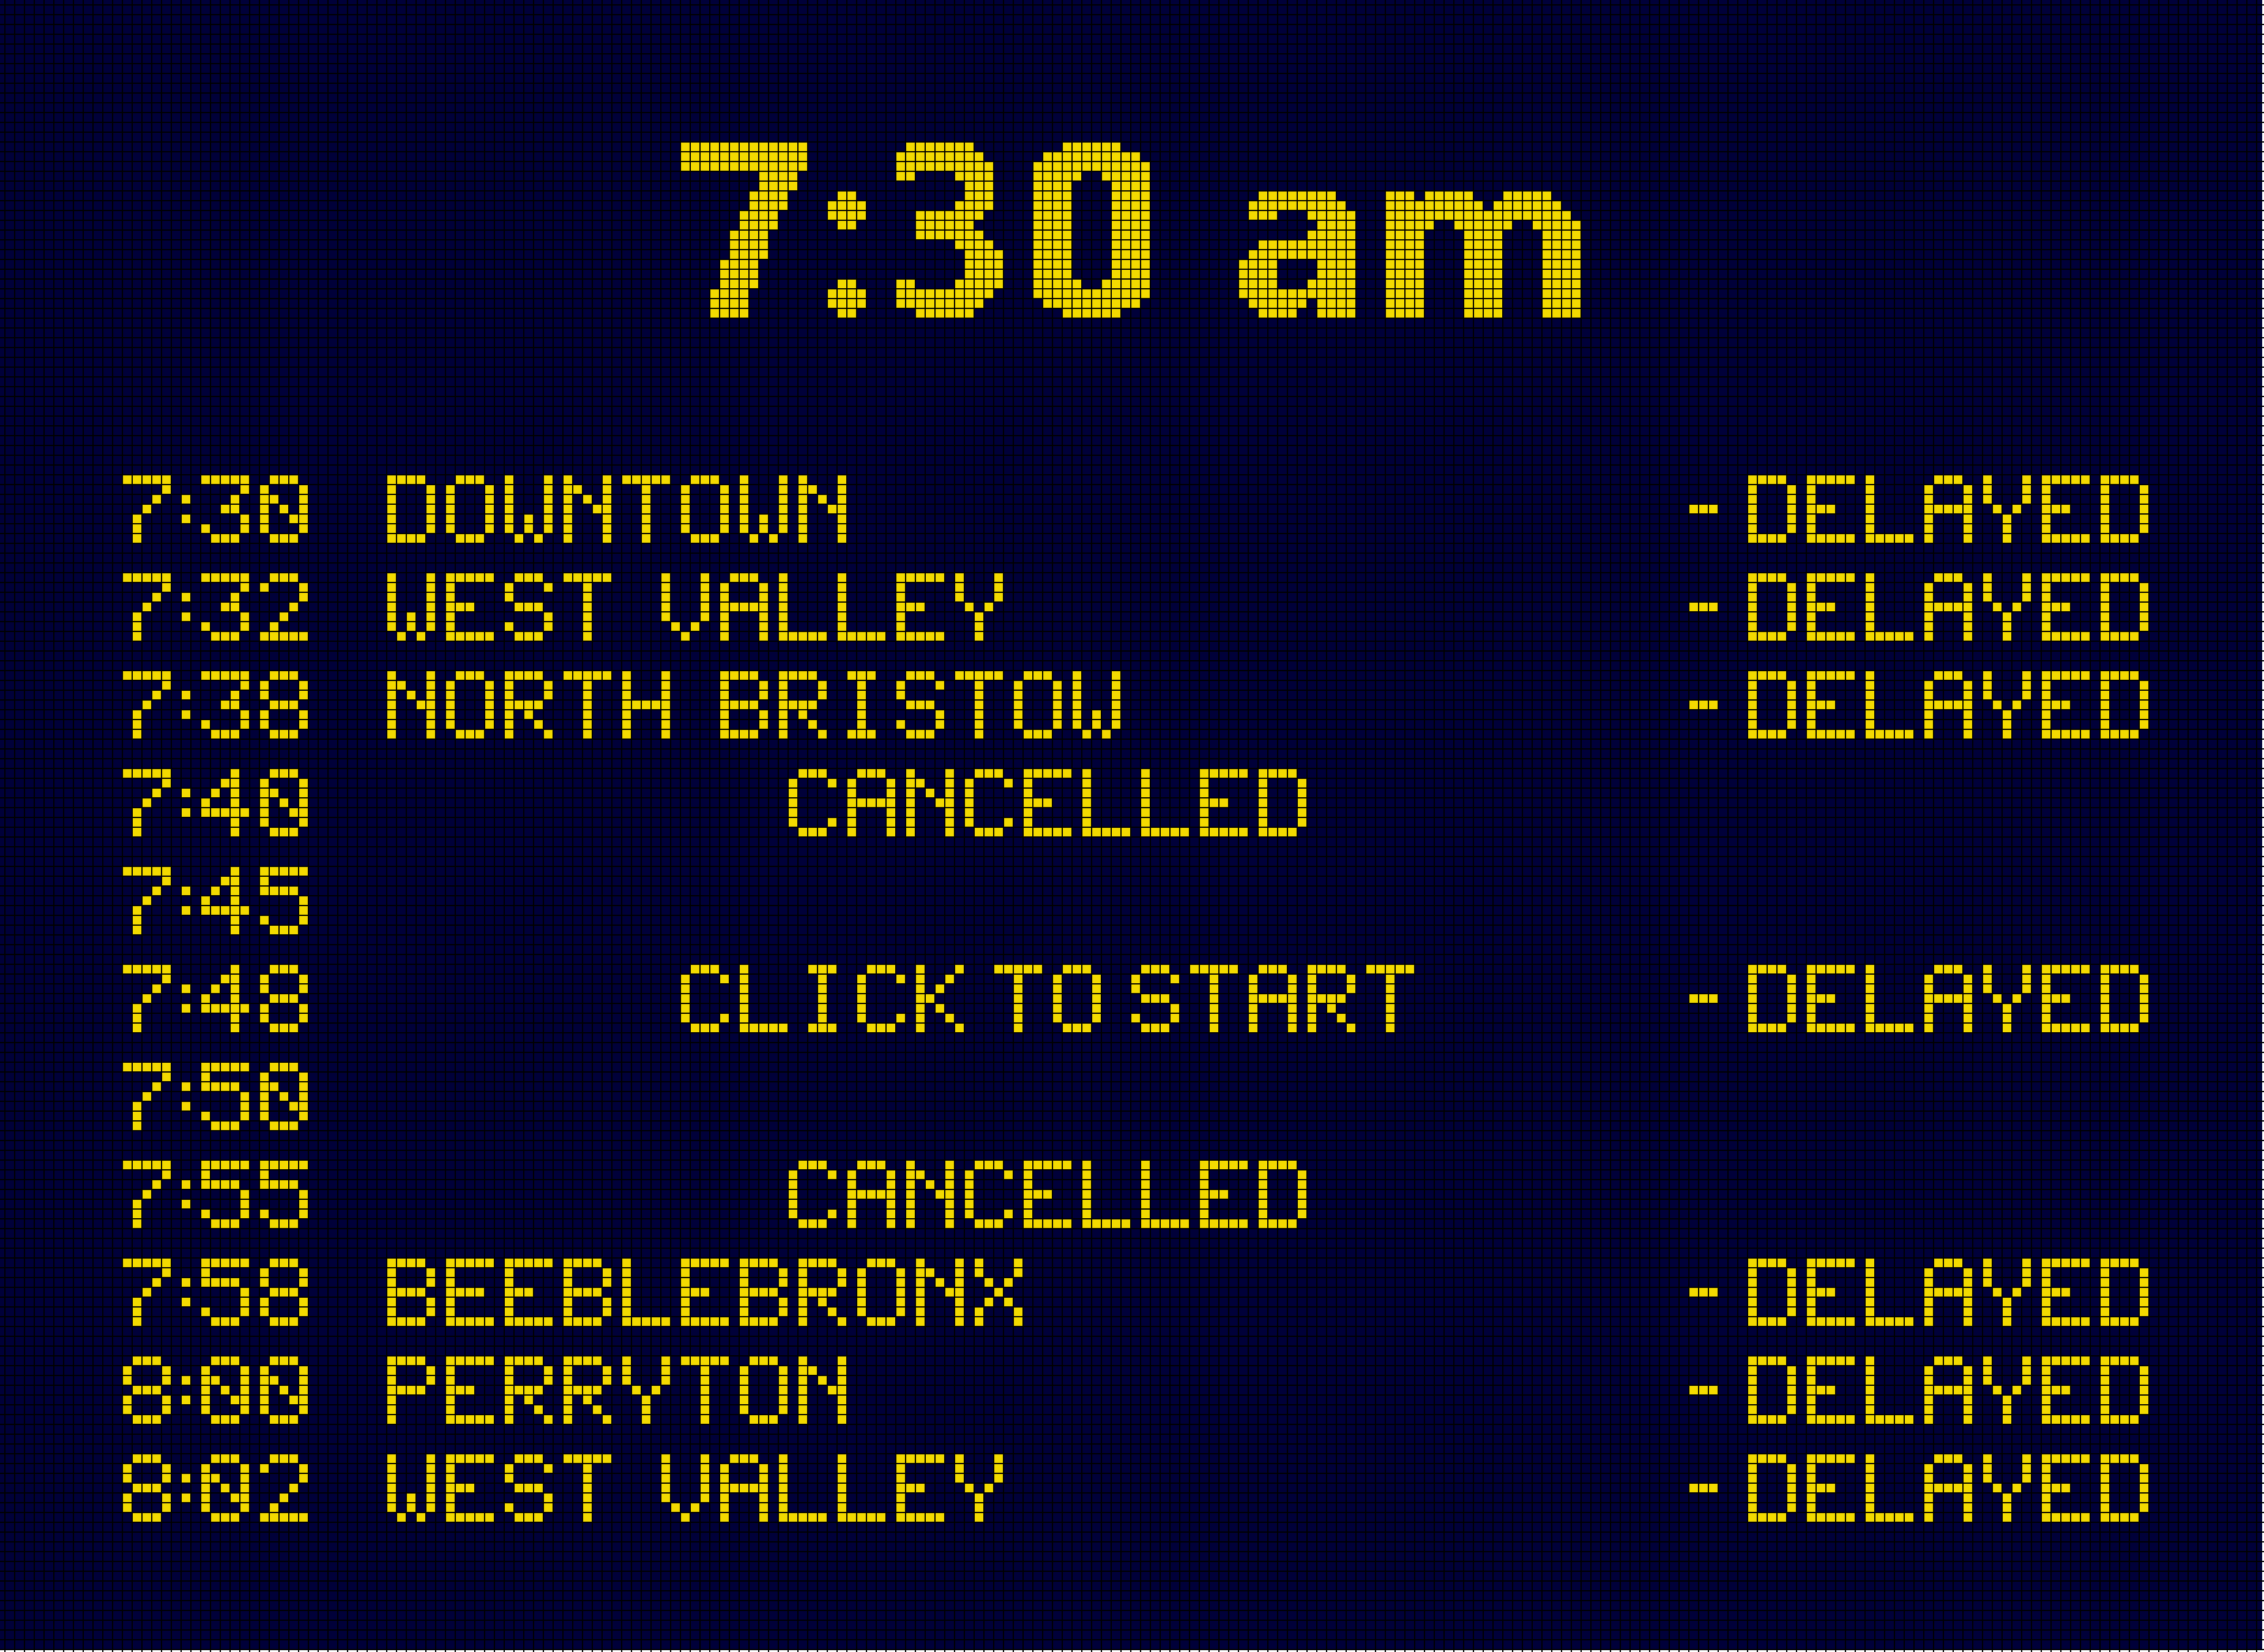 7:30 am
7:30 DOWNTOWN - DELAYED
7:32 WEST VALLEY - DELAYED
7:38 NORTH BRISTOW - DELAYED
7:40 CANCELLED
7:45
7:48 CLICK TO START - DELAYED
7:50
7:55 CANCELLED
7:58 BEEBLEBRONX - DELAYED
8:00 PERRYTON - DELAYED
8:02 WEST VALLEY - DELAYED